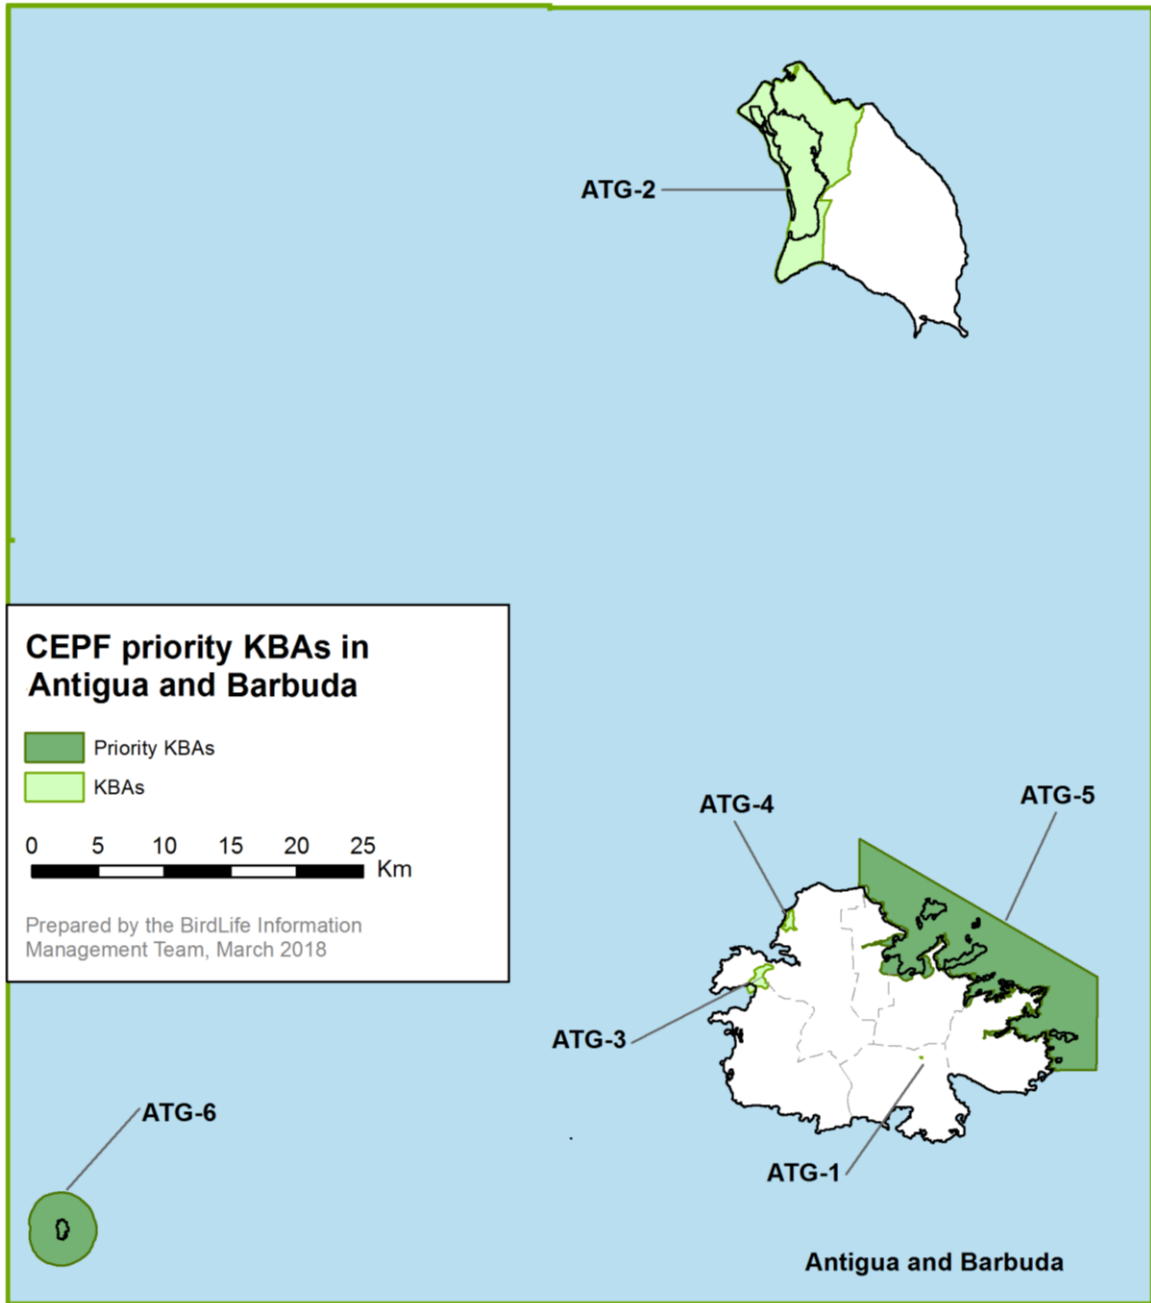 ATG-2
CEPF priority KBAs in
Antigua and Barbuda
Priority KBAs
KBAs
0 5 10 15 20 25
Km
Prepared by the BirdLife Information
Management Team, March 2018
ATG-4
ATG-5
ATG-3
ATG-6
ATG-1
Antigua and Barbuda